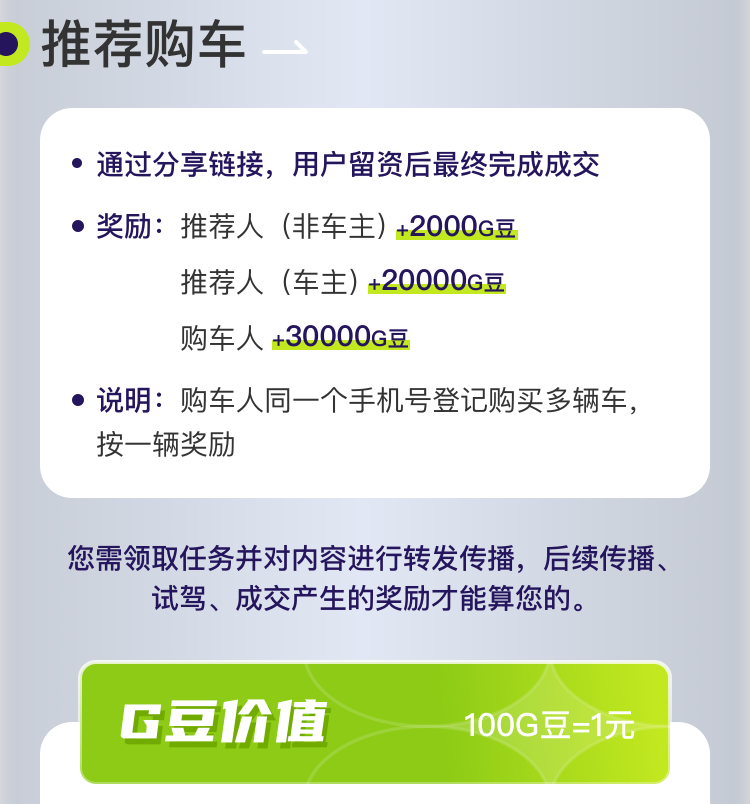 推荐购车
通过分享链接，用户留资后最终完成成交
奖励：推荐人（非车主）+2000G豆
推荐人（车主）+20000G豆
购车人 +30000G豆
说明：购车人同一个手机号登记购买多辆车，
按一辆奖励
您需领取任务并对内容进行转发传播，后续传播、
试驾、成交产生的奖励才能算您的。
G豆价值
100G豆=1元